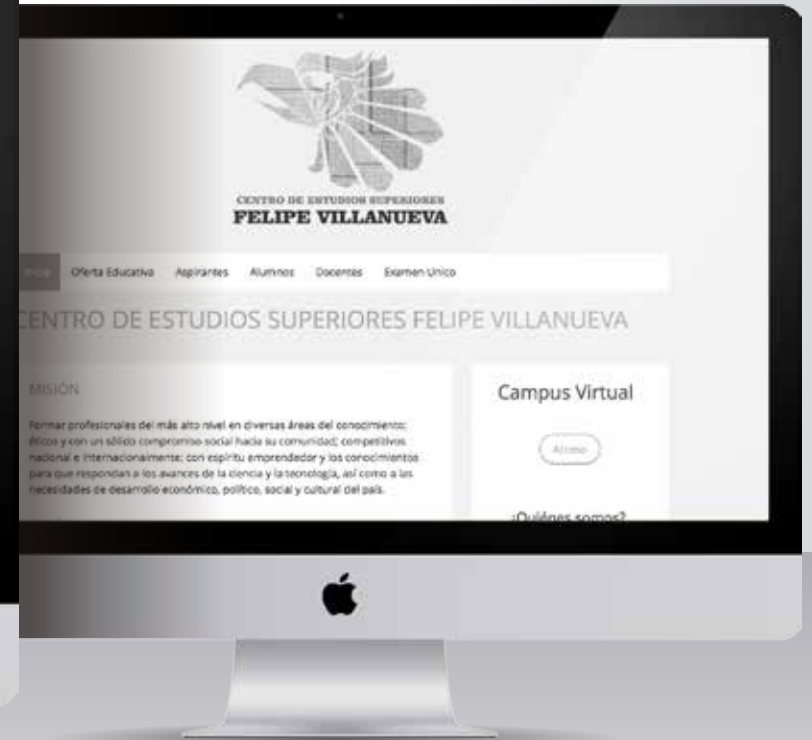 CENTRO DE ESTUDIOS SUPERIORES
FELIPE VILLANUEVA
Inicio Oferta Educativa Aspirantes Alumnos Docentes Examen Unico
CENTRO DE ESTUDIOS SUPERIORES FELIPE VILLANUEVA
MISIÓN
Formar profesionales del más alto nivel en diversas áreas del conocimiento;
éticos y con un sólido compromiso social hacia su comunidad; competitivos
nacional e internacionalmente; con espíritu emprendedor y los conocimientos
para que respondan a los avances de la ciencia y la tecnología, así como a las
necesidades de desarrollo económico, político, social y cultural del país.
Campus Virtual
Acceso
¿Quiénes somos?